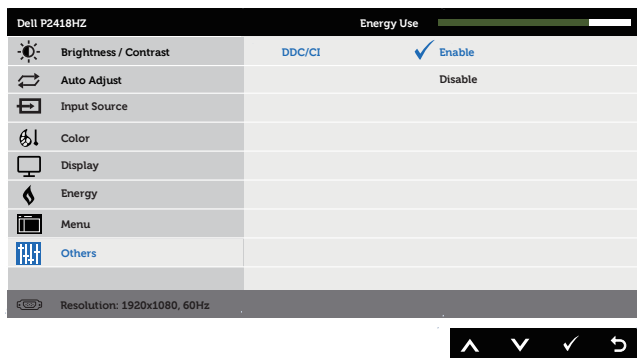 Dell P2418HZ Energy Use
Brightness / Contrast DDC/CI Enable
Auto Adjust Disable
Input Source
Color
Display
Energy
Menu
Others
Resolution: 1920x1080, 60Hz